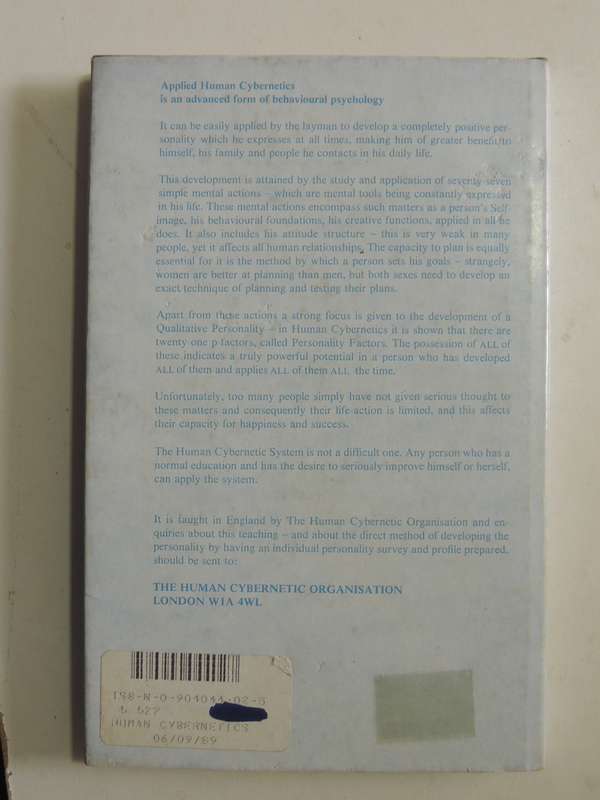 Applied Human Cybernetics
is an advanced form of behavioural psychology
It can be easily applied by the layman to develop a completely positive per-
sonality which he expresses at all times, making him of greater benefit to
himself, his family and people he contacts in his daily life.
This development is attained by the study and application of seventy-seven
simple mental actions – which are mental tools being constantly expressed
in his life. These mental actions encompass such matters as a person's Self
image, his behavioural foundations, his creative functions, applied in all he
does. It also includes his attitude structure – this is very weak in many
people, yet it affects all human relationships. The capacity to plan is equally
essential for it is the method by which a person sets his goals – strangely,
women are better at planning than men, but both sexes need to develop an
exact technique of planning and testing their plans.
Apart from these actions a strong focus is given to the development of a
Qualitative Personality – in Human Cybernetics it is shown that there are
twenty one p factors, called Personality Factors. The possession of ALL of
these indicates a truly powerful potential in a person who has developed
ALL of them and applies ALL of them ALL the time.
Unfortunately, too many people simply have not given serious thought to
these matters and consequently their life action is limited, and this affects
their capacity for happiness and success.
The Human Cybernetic System is not a difficult one. Any person who has a
normal education and has the desire to seriously improve himself or herself,
can apply the system.
It is taught in England by The Human Cybernetic Organisation and en-
quiries about this teaching – and about the direct method of developing the
personality by having an individual personality survey and profile prepared,
should be sent to:
THE HUMAN CYBERNETIC ORGANISATION
LONDON W1A 4WL
0-904044-02-5
HUMAN CYBERNETICS
06/09/89